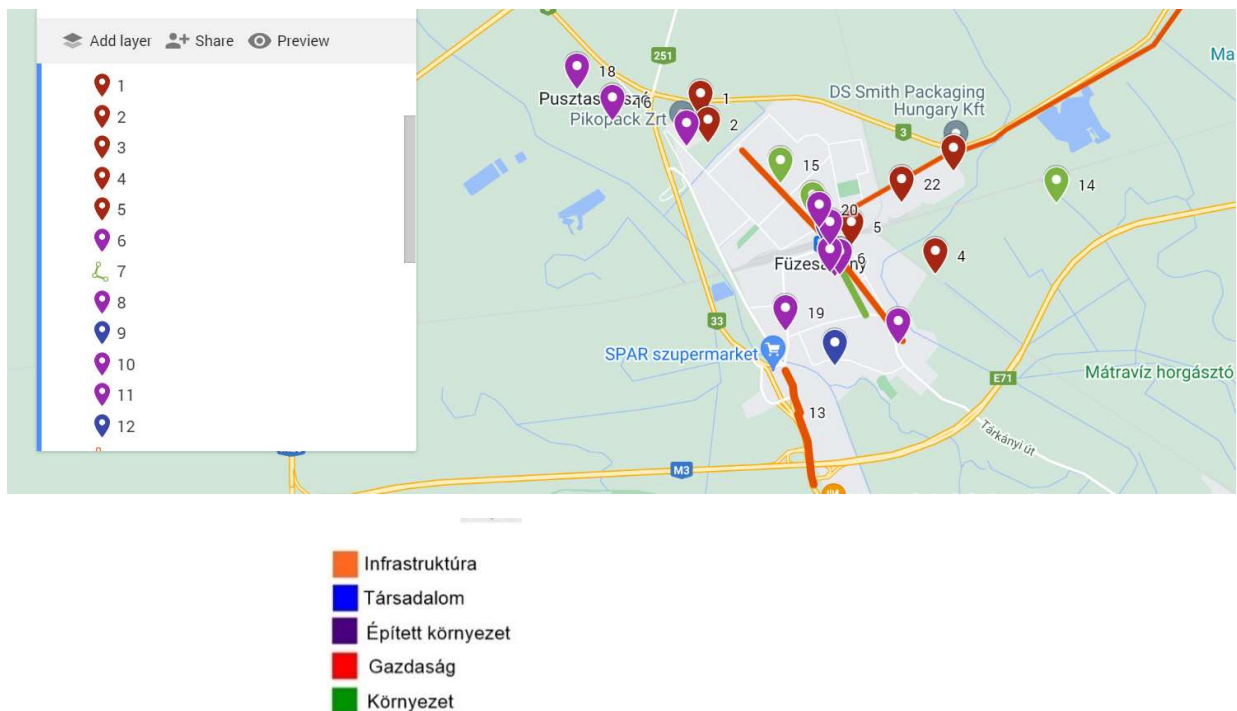 Add layer Share Preview
1
2
3
4
5
6
7
8
9
10
11
12
251
18
16
1
Pikopack Zrt
2
DS Smith Packaging
Hungary Kft
3
Ma
15
22
14
20
5
6
4
19
33
SPAR szupermarket
E71
Mátravíz horgásztó
13
Tárkányi út
M3
Infrastruktúra
Társadalom
Épített környezet
Gazdaság
Környezet